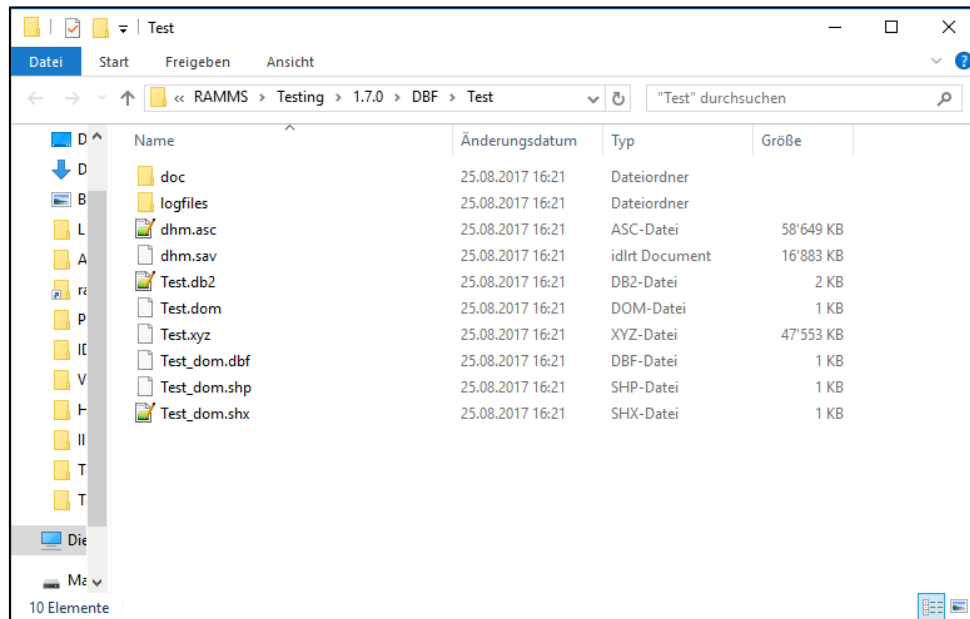 Test
Datei Start Freigeben Ansicht
« RAMMS > Testing > 1.7.0 > DBF > Test "Test" durchsuchen
Name Änderungsdatum Typ Größe
doc 25.08.2017 16:21 Dateiordner
logfiles 25.08.2017 16:21 Dateiordner
dhm.asc 25.08.2017 16:21 ASC-Datei 58'649 KB
dhm.sav 25.08.2017 16:21 idlrt Document 16'883 KB
Test.db2 25.08.2017 16:21 DB2-Datei 2 KB
Test.dom 25.08.2017 16:21 DOM-Datei 1 KB
Test.xyz 25.08.2017 16:21 XYZ-Datei 47'553 KB
Test_dom.dbf 25.08.2017 16:21 DBF-Datei 1 KB
Test_dom.shp 25.08.2017 16:21 SHP-Datei 1 KB
Test_dom.shx 25.08.2017 16:21 SHX-Datei 1 KB
D
D
B
L
A
ra
P
V
H
T
T
Die
Ma
10 Elemente